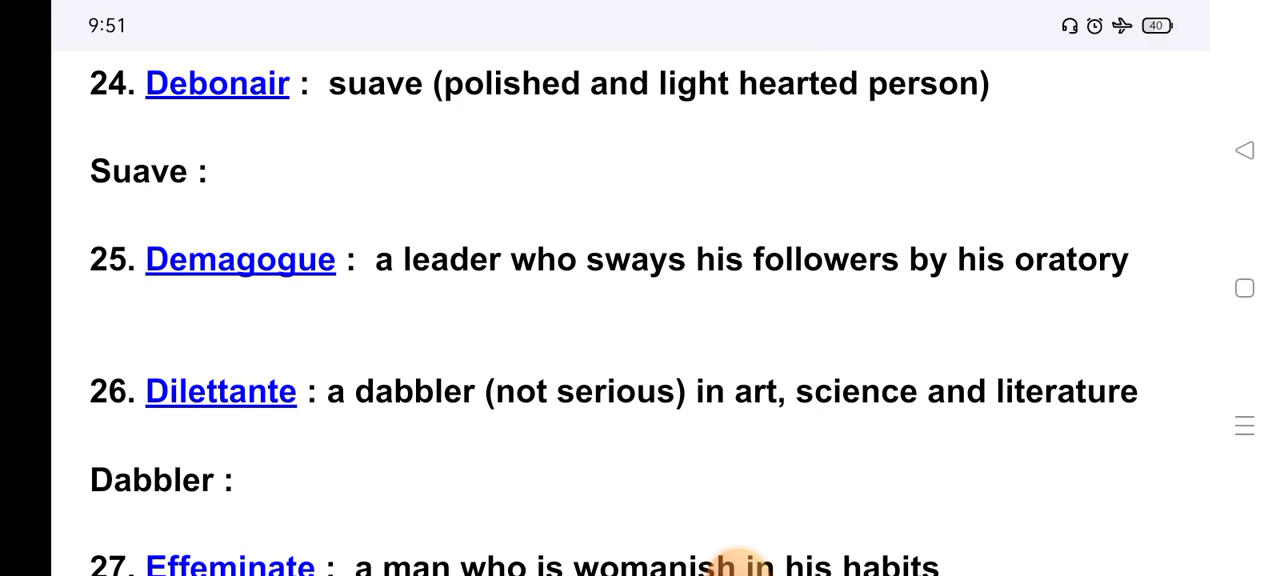 9:51
40
24. Debonair : suave (polished and light hearted person)
Suave :
25. Demagogue : a leader who sways his followers by his oratory
26. Dilettante : a dabbler (not serious) in art, science and literature
Dabbler :
27. Effeminate : a man who is womanish in his habits